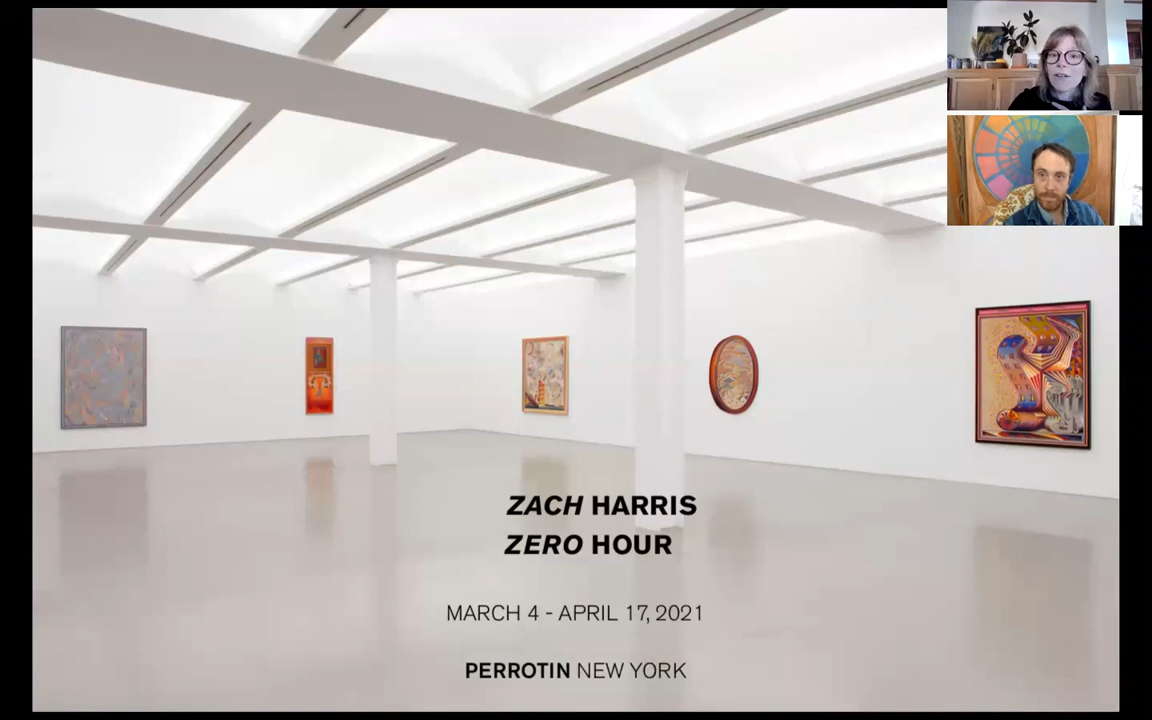 ZACH HARRIS
ZERO HOUR
MARCH 4 - APRIL 17, 2021
PERROTIN NEW YORK